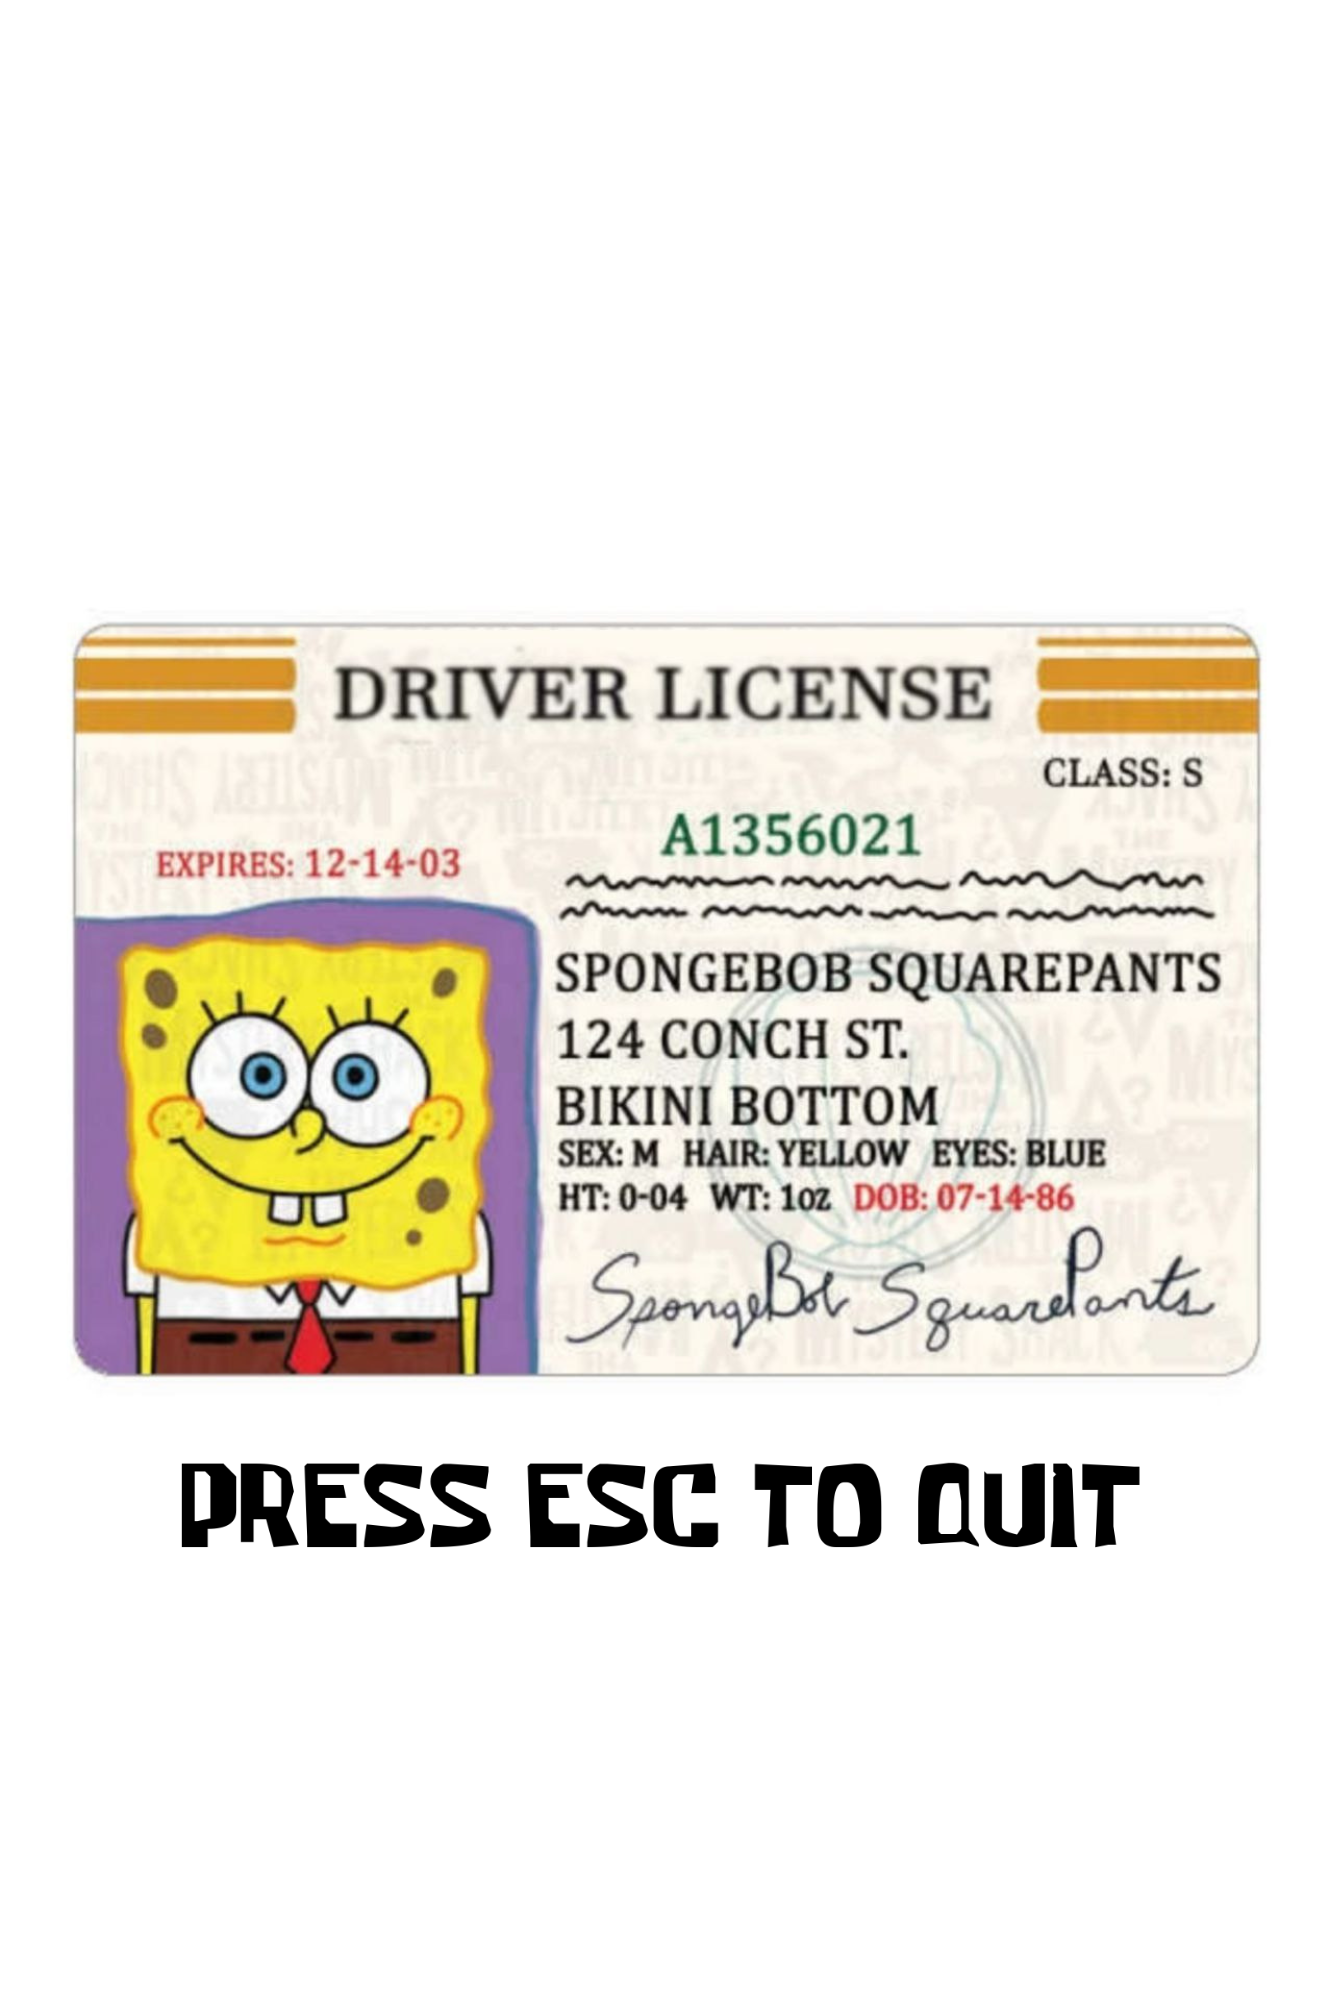 DRIVER LICENSE
CLASS: S
A1356021
EXPIRES: 12-14-03
SPONGEBOB SQUAREPANTS
124 CONCH ST.
BIKINI BOTTOM
SEX: M HAIR: YELLOW EYES: BLUE
HT: 0-04 WT: 1oz DOB: 07-14-86
SpongeBob SquarePants
PRESS ESC TO QUIT